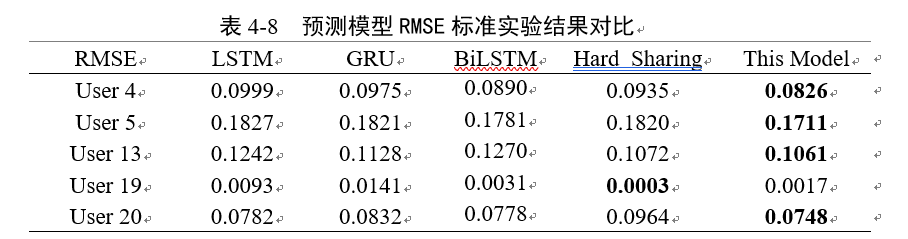 表 4-8 预测模型 RMSE 标准实验结果对比
RMSE LSTM GRU BiLSTM Hard Sharing This Model
User 4 0.0999 0.0975 0.0890 0.0935 0.0826
User 5 0.1827 0.1821 0.1781 0.1820 0.1711
User 13 0.1242 0.1128 0.1270 0.1072 0.1061
User 19 0.0093 0.0141 0.0031 0.0003 0.0017
User 20 0.0782 0.0832 0.0778 0.0964 0.0748